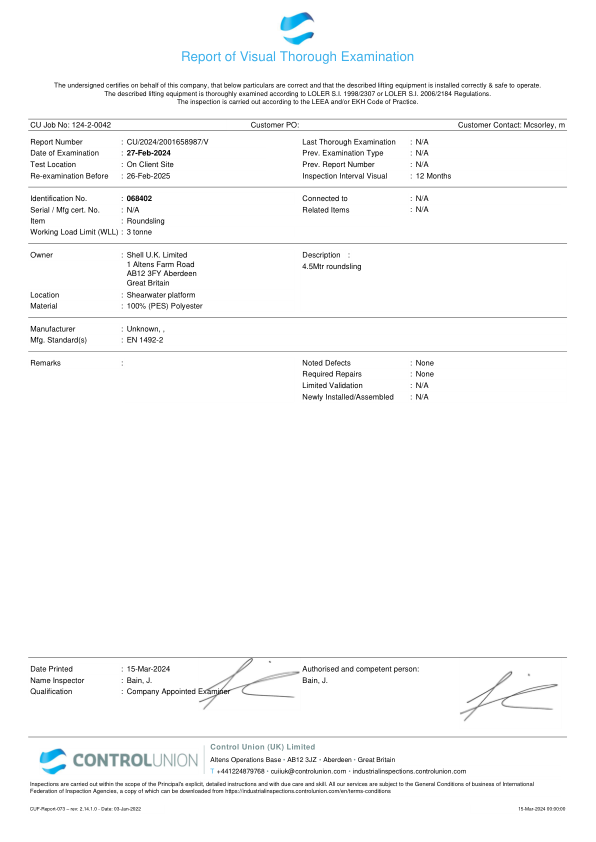 Report of Visual Thorough Examination
The undersigned certifies on behalf of this company, that below particulars are correct and that the described lifting equipment is installed correctly & safe to operate.
The described lifting equipment is thoroughly examined according to LOLER S.I. 1998/2307 or LOLER S.I. 2006/2184 Regulations.
The inspection is carried out according to the LEEA and/or EKH Code of Practice.
CU Job No: 124-2-0042 Customer PO: Customer Contact: Mcsorley, m
Report Number : CU/2024/2001658987/V Last Thorough Examination : N/A
Date of Examination : 27-Feb-2024 Prev. Examination Type : N/A
Test Location : On Client Site Prev. Report Number : N/A
Re-examination Before : 26-Feb-2025 Inspection Interval Visual : 12 Months
Identification No. : 068402 Connected to : N/A
Serial / Mfg cert. No. : N/A Related Items : N/A
Item : Roundsling
Working Load Limit (WLL) : 3 tonne
Owner : Shell U.K. Limited Description :
1 Altens Farm Road 4.5Mtr roundsling
AB12 3FY Aberdeen
Great Britain
Location : Shearwater platform
Material : 100% (PES) Polyester
Manufacturer : Unknown, ,
Mfg. Standard(s) : EN 1492-2
Remarks : Noted Defects : None
Required Repairs : None
Limited Validation : N/A
Newly Installed/Assembled : N/A
Date Printed : 15-Mar-2024 Authorised and competent person:
Name Inspector : Bain, J. Bain, J.
Qualification : Company Appointed Examiner
CONTROLUNION
Control Union (UK) Limited
Altens Operations Base - AB12 3JZ - Aberdeen - Great Britain
T +441224879768 - cuiiuk@controlunion.com - industrialinspections.controlunion.com
Inspections are carried out within the scope of the Principal's explicit, detailed instructions and with due care and skill. All our services are subject to the General Conditions of business of International
Federation of Inspection Agencies, a copy of which can be downloaded from https://industrialinspections.controlunion.com/en/terms-conditions
CUF-Report-073 – rev: 2.14.1.0 - Date: 03-Jan-2022 15-Mar-2024 00:00:00